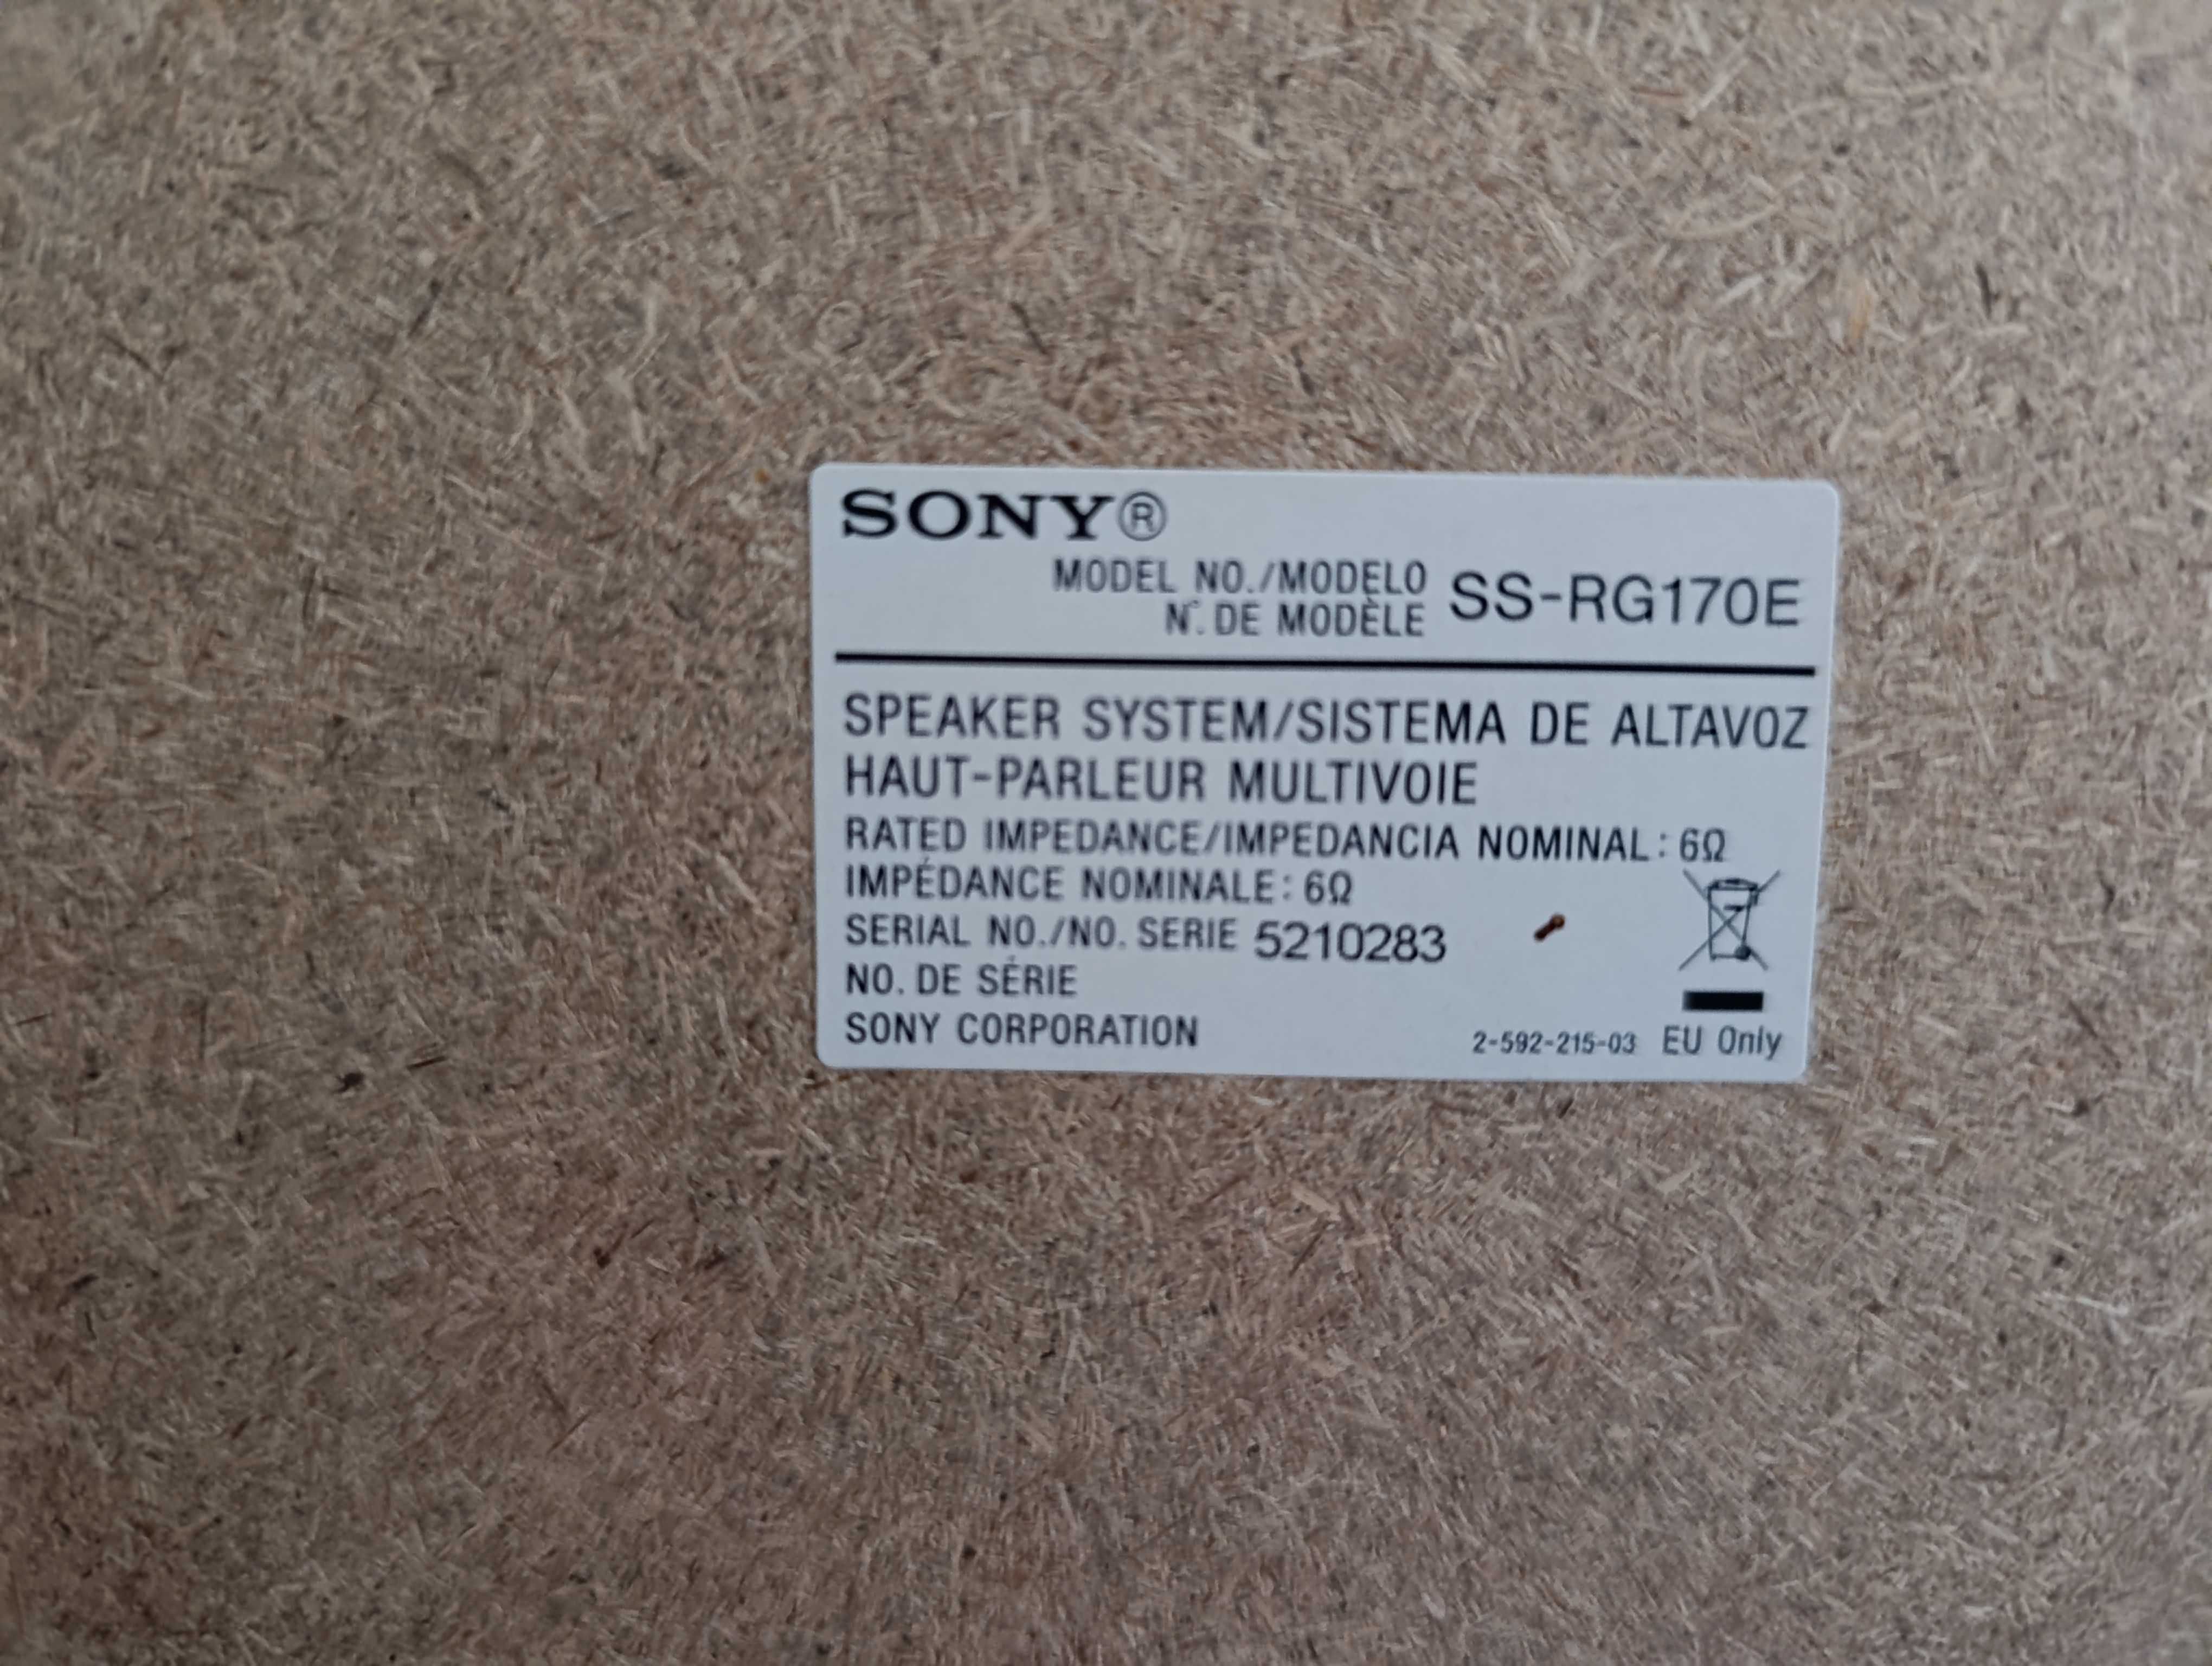 SONY®
MODEL NO./MODELO
N°. DE MODÈLE SS-RG170E
SPEAKER SYSTEM/SISTEMA DE ALTAVOZ
HAUT-PARLEUR MULTIVOIE
RATED IMPEDANCE/IMPEDANCIA NOMINAL: 6Ω
IMPÉDANCE NOMINALE: 6Ω
SERIAL NO./NO. SERIE 5210283
NO. DE SÉRIE
SONY CORPORATION 2-592-215-03 EU Only